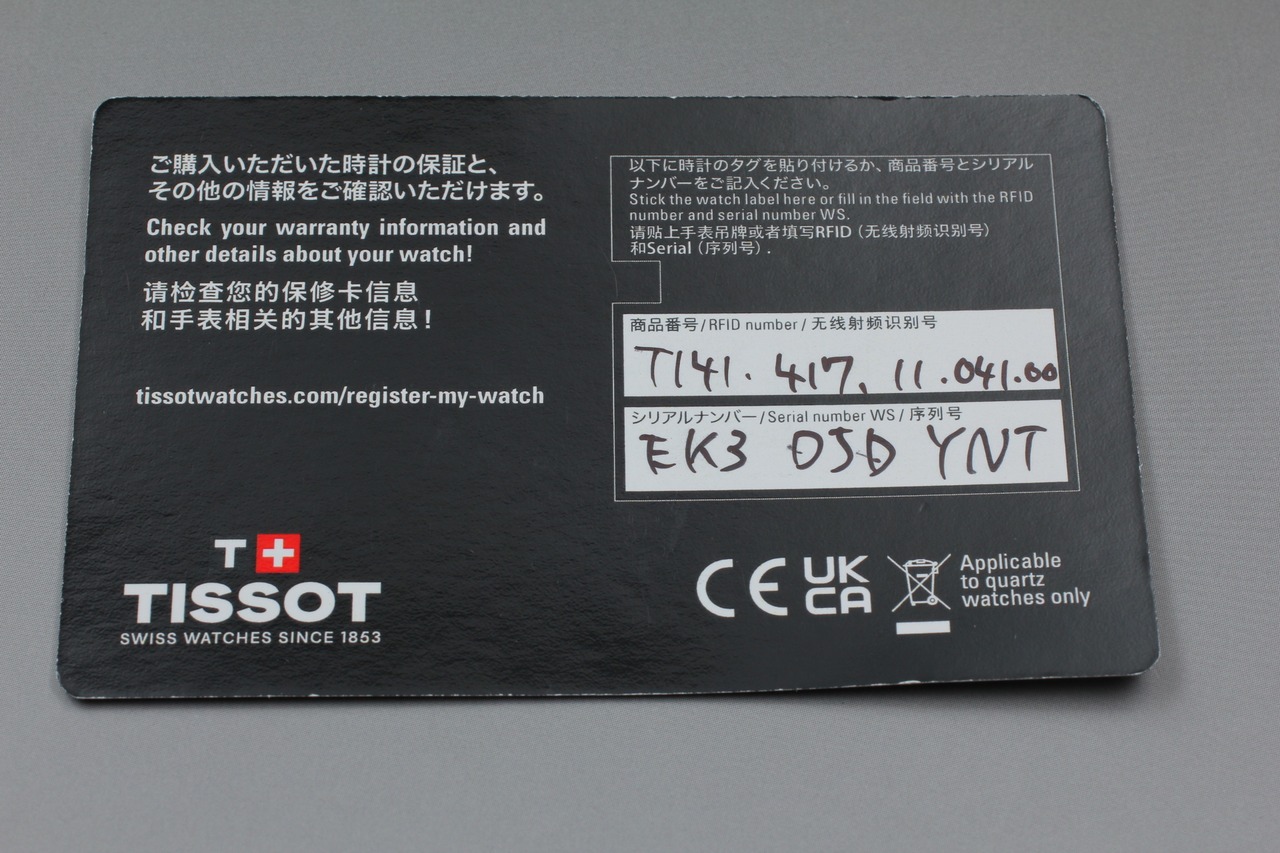 ご購入いただいた時計の保証と、
その他の情報をご確認いただけます。
Check your warranty information and
other details about your watch!
请检查您的保修卡信息
和手表相关的其他信息！
tissotwatches.com/register-my-watch
T+
TISSOT
SWISS WATCHES SINCE 1853
以下に時計のタグを貼り付けるか、商品番号とシリアル
ナンバーをご記入ください。
Stick the watch label here or fill in the field with the RFID
number and serial number WS.
请贴上手表吊牌或者填写RFID（无线射频识别号）
和Serial（序列号）.
商品番号/RFID number/无线射频识别号
T141.417.11.041.00
シリアルナンバー/Serial number WS/序列号
EK3 05D YNT
CE UK
CA
Applicable
to quartz
watches only